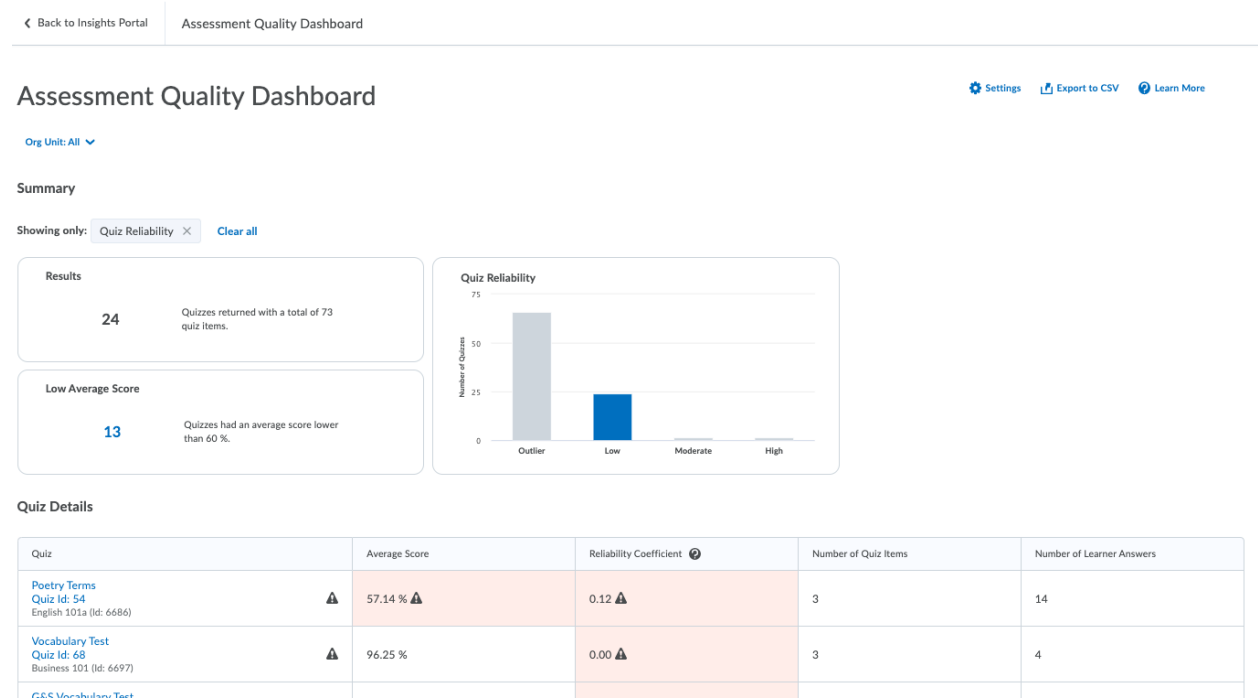 Back to Insights Portal
Assessment Quality Dashboard
Assessment Quality Dashboard
Settings
Export to CSV
Learn More
Org Unit: All
Summary
Showing only: Quiz Reliability Clear all
Results
24
Quizzes returned with a total of 73
quiz items.
Low Average Score
13
Quizzes had an average score lower
than 60 %.
Quiz Reliability
Number of Quizzes
75
50
25
0
Outlier Low Moderate High
Quiz Details
Quiz Average Score Reliability Coefficient Number of Quiz Items Number of Learner Answers
Poetry Terms
Quiz Id: 54
English 101a (Id: 6686)
57.14 % 0.12 3 14
Vocabulary Test
Quiz Id: 68
Business 101 (Id: 6697)
96.25 % 0.00 3 4
G&S Vocabulary Test